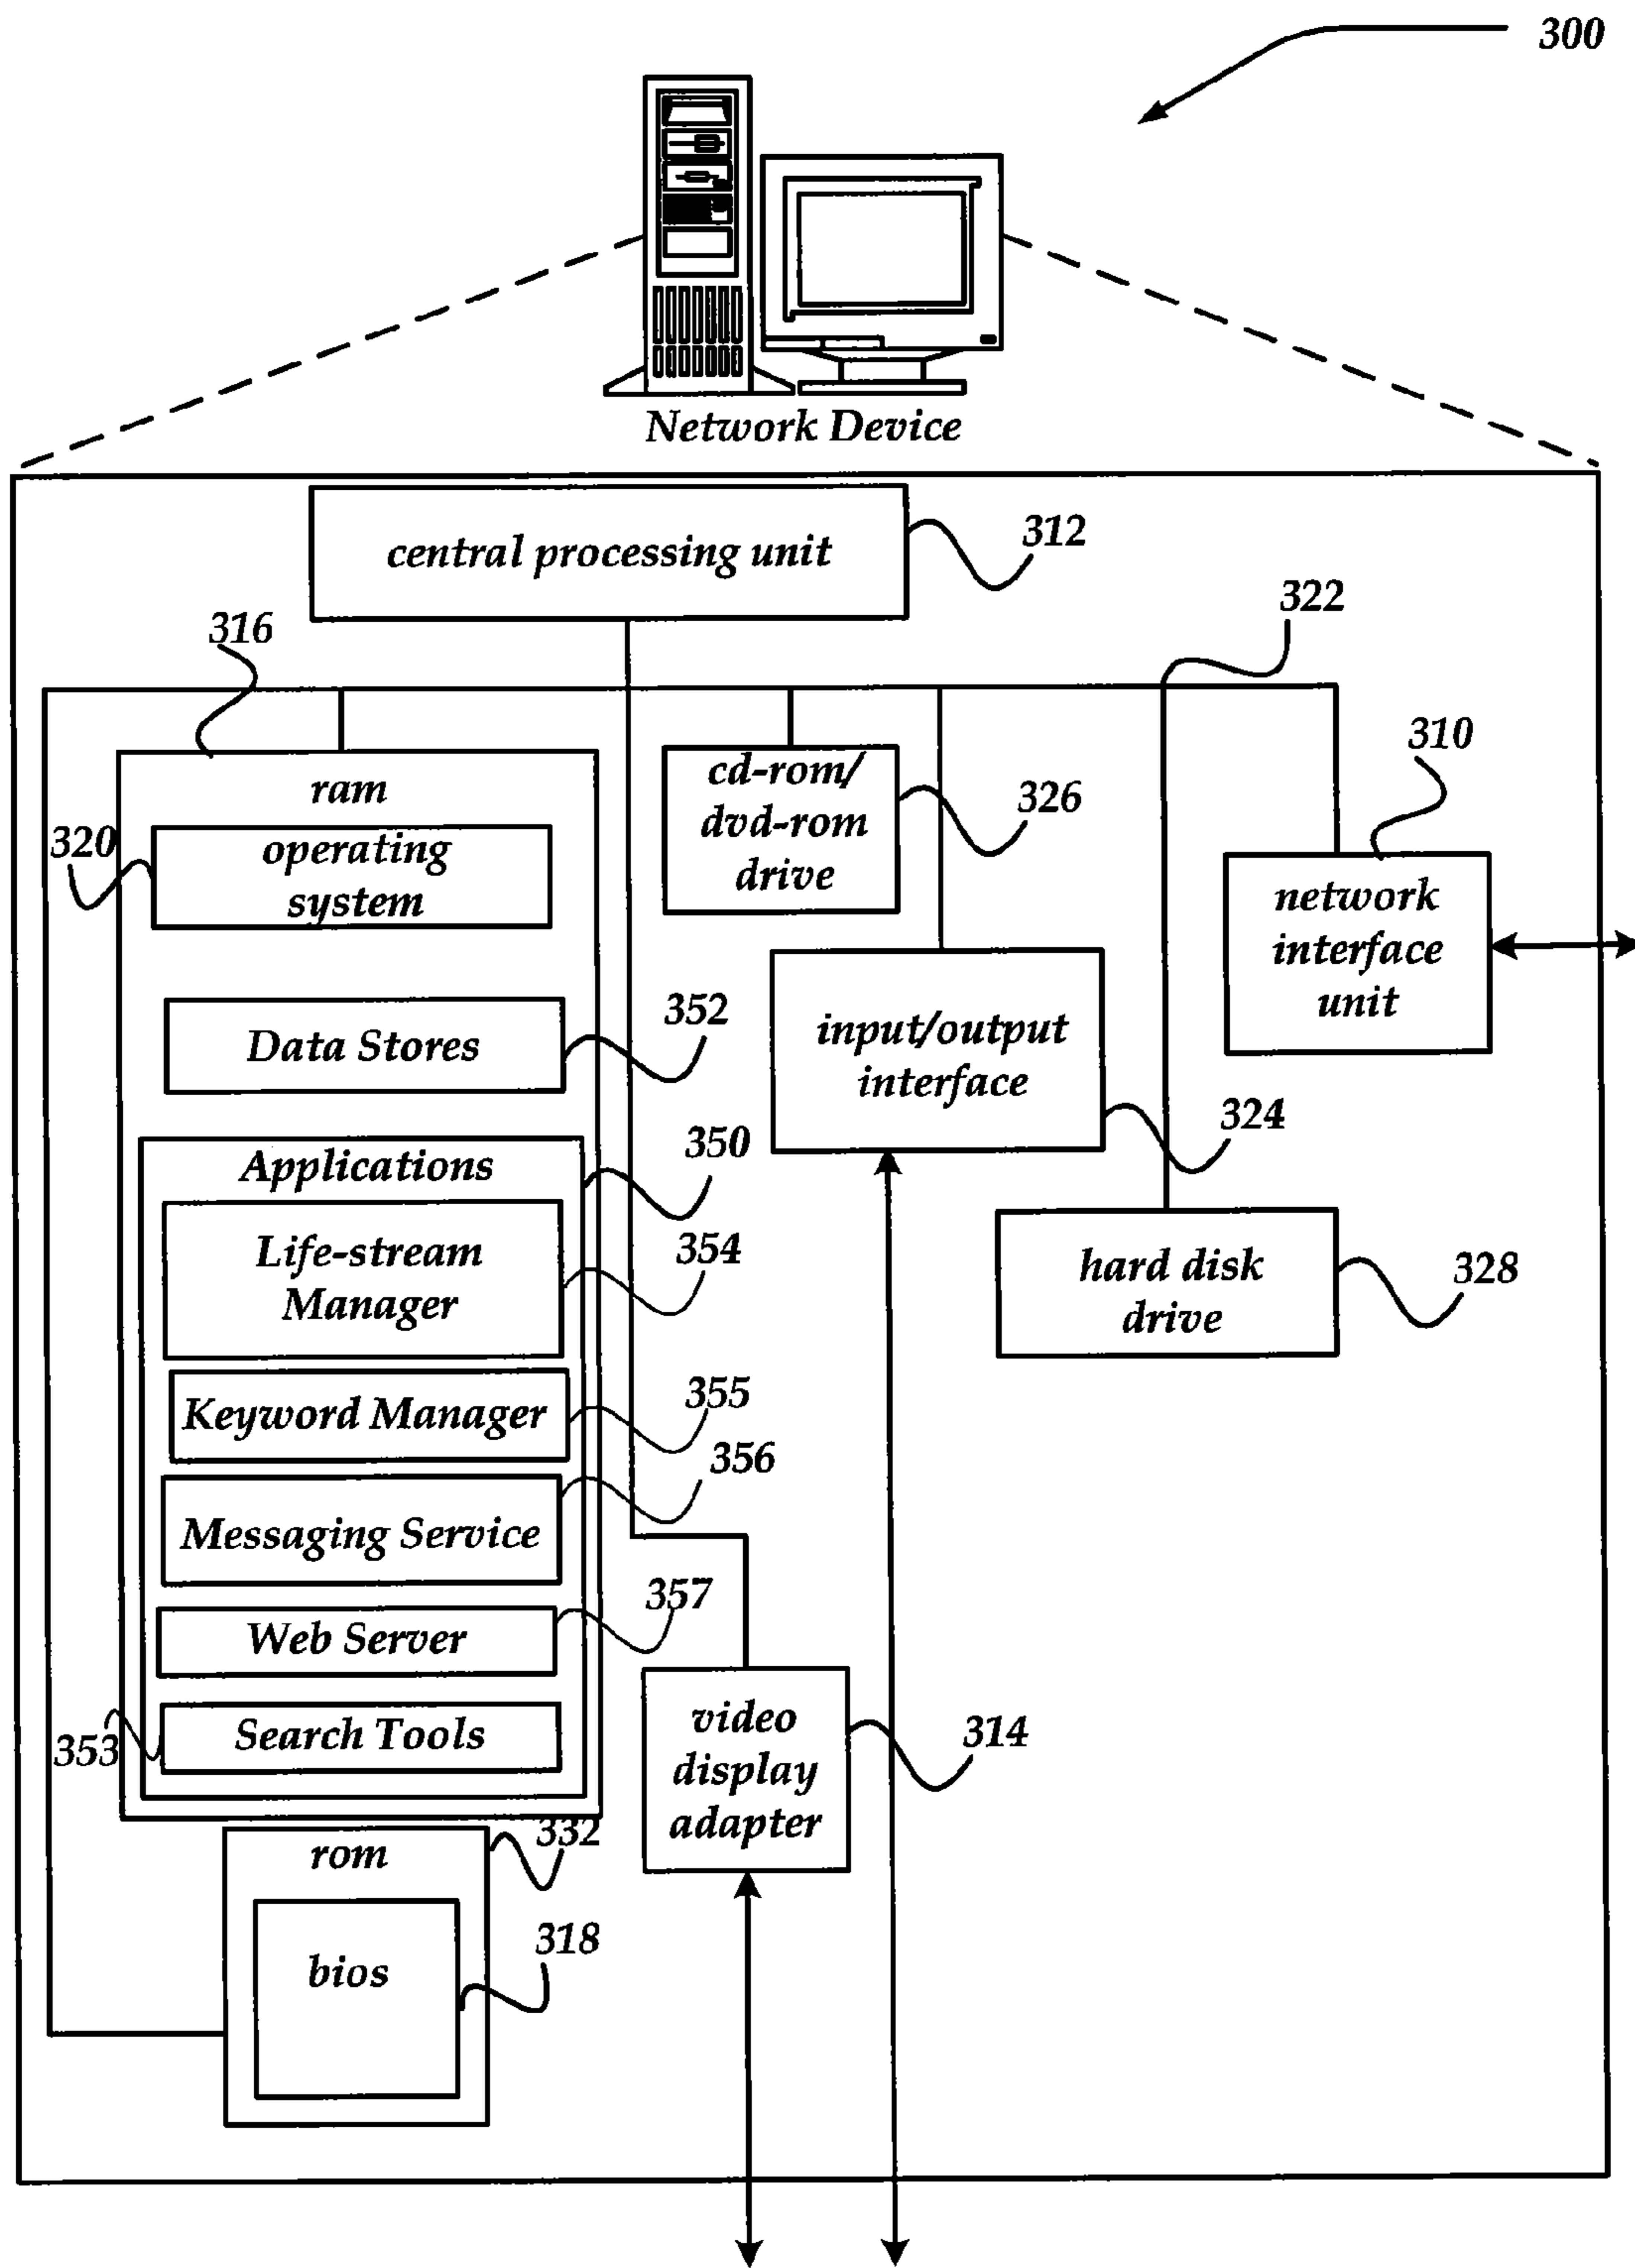 300
Network Device
central processing unit
312
322
316
310
ram
cd-rom/
dvd-rom
drive
326
320
operating
system
network
interface
unit
Data Stores
352
input/output
interface
324
Applications
350
Life-stream
Manager
354
hard disk
drive
328
Keyword Manager
355
356
Messaging Service
357
Web Server
353
Search Tools
video
display
adapter
314
rom
332
bios
318